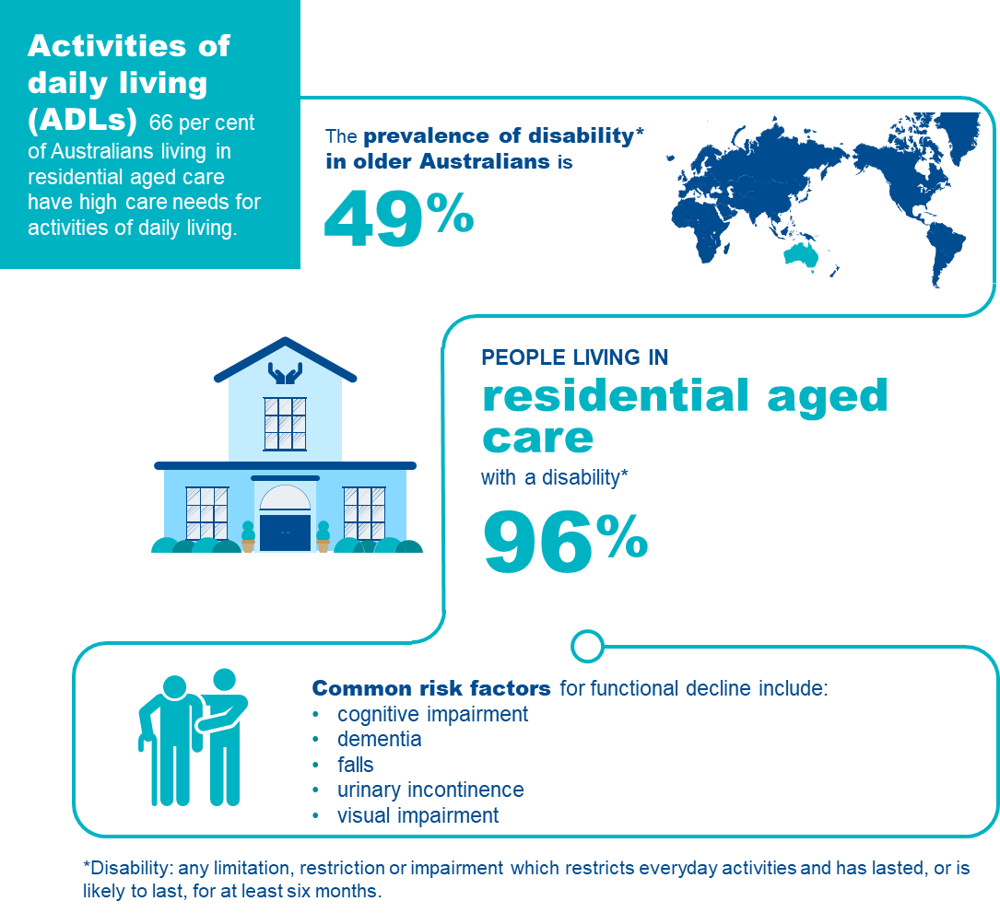 Activities of
daily living
(ADLs) 66 per cent
of Australians living in
residential aged care
have high care needs for
activities of daily living.
The prevalence of disability*
in older Australians is
49%
PEOPLE LIVING IN
residential aged
care
with a disability*
96%
Common risk factors for functional decline include:
• cognitive impairment
• dementia
• falls
• urinary incontinence
• visual impairment
*Disability: any limitation, restriction or impairment which restricts everyday activities and has lasted, or is
likely to last, for at least six months.